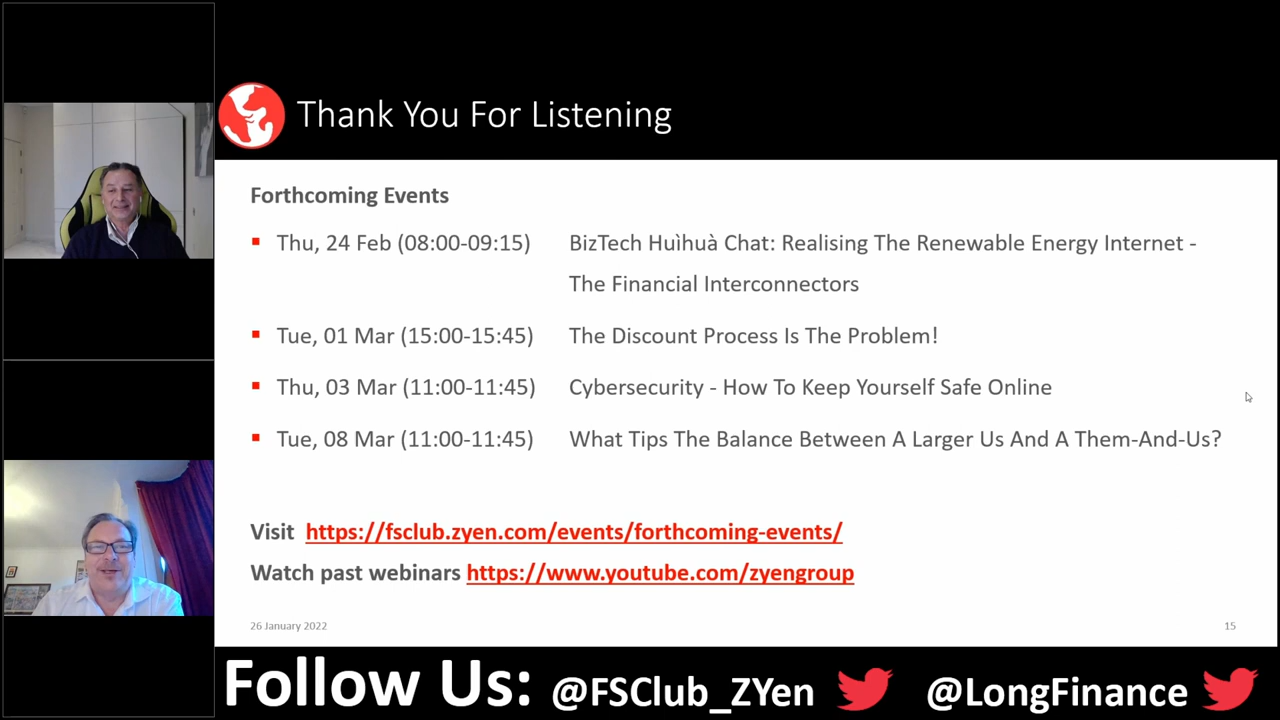 Thank You For Listening
Forthcoming Events
Thu, 24 Feb (08:00-09:15) BizTech Huìhuà Chat: Realising The Renewable Energy Internet -
The Financial Interconnectors
Tue, 01 Mar (15:00-15:45) The Discount Process Is The Problem!
Thu, 03 Mar (11:00-11:45) Cybersecurity - How To Keep Yourself Safe Online
Tue, 08 Mar (11:00-11:45) What Tips The Balance Between A Larger Us And A Them-And-Us?
Visit https://fsclub.zyen.com/events/forthcoming-events/
Watch past webinars https://www.youtube.com/zyengroup
26 January 2022 15
Follow Us: @FSClub_ZYen @LongFinance